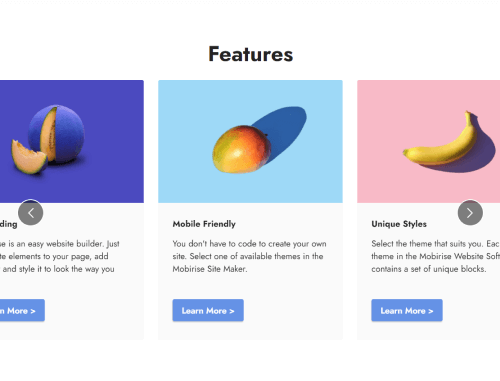 Features
ding
se is an easy website builder. Just
te elements to your page, add
and style it to look the way you
n More >
Mobile Friendly
You don't have to code to create your own
site. Select one of available themes in the
Mobirise Site Maker.
Learn More >
Unique Styles
Select the theme that suits you. Eac
theme in the Mobirise Website Soft
contains a set of unique blocks.
Learn More >